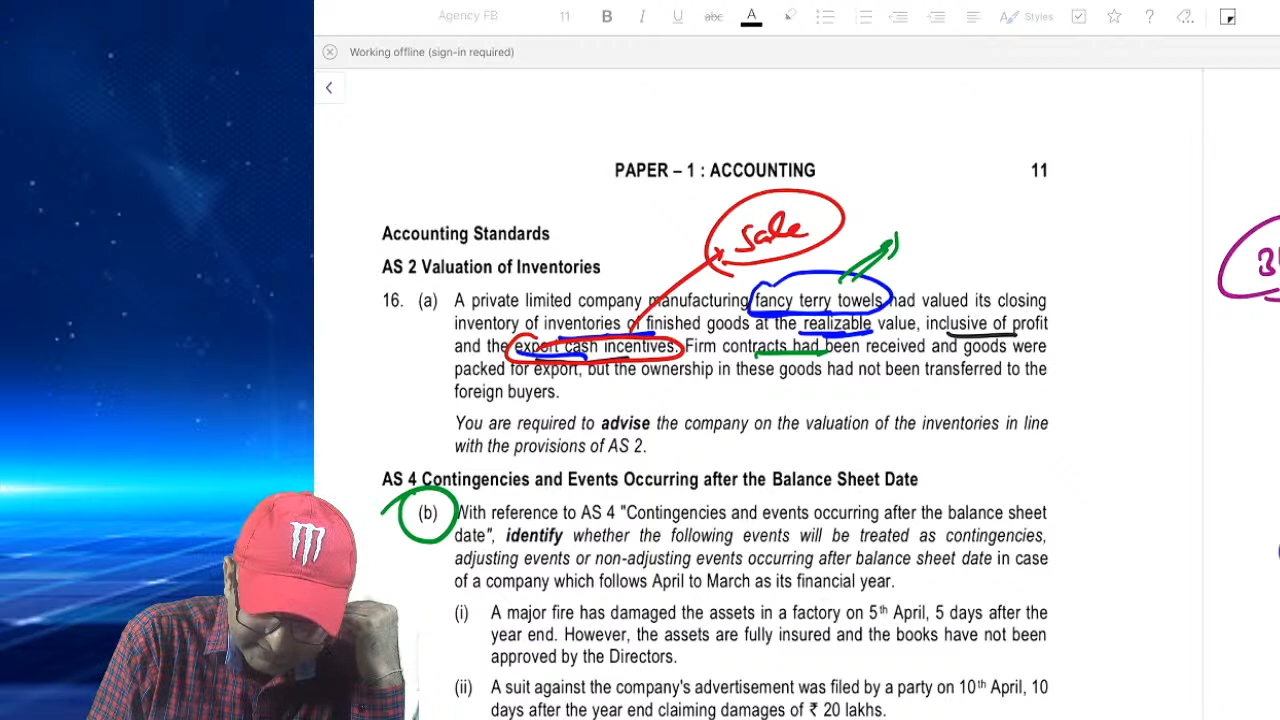 Agency FB 11 B I U abc A Styles
Working offline (sign-in required)
PAPER – 1 : ACCOUNTING 11
sale
Accounting Standards
AS 2 Valuation of Inventories
16. (a) A private limited company manufacturing fancy terry towels had valued its closing
inventory of inventories of finished goods at the realizable value, inclusive of profit
and the export cash incentives. Firm contracts had been received and goods were
packed for export, but the ownership in these goods had not been transferred to the
foreign buyers.
You are required to advise the company on the valuation of the inventories in line
with the provisions of AS 2.
AS 4 Contingencies and Events Occurring after the Balance Sheet Date
(b) With reference to AS 4 "Contingencies and events occurring after the balance sheet
date", identify whether the following events will be treated as contingencies,
adjusting events or non-adjusting events occurring after balance sheet date in case
of a company which follows April to March as its financial year.
(i) A major fire has damaged the assets in a factory on 5th April, 5 days after the
year end. However, the assets are fully insured and the books have not been
approved by the Directors.
(ii) A suit against the company's advertisement was filed by a party on 10th April, 10
days after the year end claiming damages of ₹ 20 lakhs.